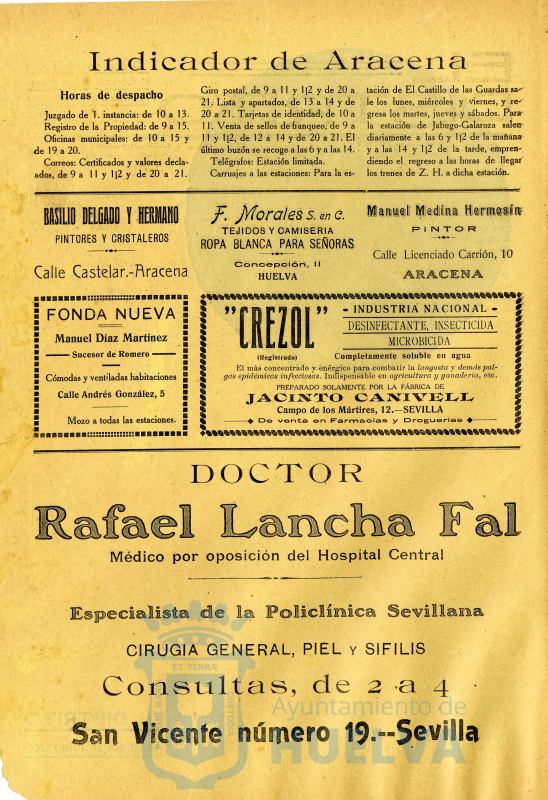 Indicador de Aracena
Horas de despacho
Juzgado de 1. instancia: de 10 a 13.
Registro de la Propiedad: de 9 a 15.
Oficinas municipales: de 10 a 15 y
de 19 a 20.
Correos: Certificados y valores decla-
ados, de 9 a 11 y 1|2 y de 20 a 21.
Giro postal, de 9 a 11 y 1|2 y de 20 a
21. Lista y apartados, de 13 a 14 y de
20 a 21. Tarjetas de identidad, de 10 a
11. Venta de sellos de franqueo, de 9 a
11 y 1|2, de 12 a 14 y de 20 a 21. El
último buzón se recoge a las 6 y a las 14.
Telégrafos: Estación limitada.
Carruajes a las estaciones: Para la es-
tación de El Castillo de las Guardas sa-
le los lunes, miércoles y viernes, y re-
gresa los martes, jueves y sábados. Para
la estación de Jabugo-Galaroza salen
diariamente a las 6 y 1|2 de la mañana
y a las 14 y 1|2 de la tarde, empren-
diendo el regreso a las horas de llegar
los trenes de Z. H. a dicha estación.
BASILIO DELGADO Y HERMANO
PINTORES Y CRISTALEROS
Calle Castelar.-Aracena
F. Morales S. en C.
TEJIDOS Y CAMISERIA
ROPA BLANCA PARA SEÑORAS
Concepción, 11
HUELVA
Manuel Medina Hermosín
PINTOR
Calle Licenciado Carrión, 10
ARACENA
FONDA NUEVA
Manuel Díaz Martínez
Sucesor de Romero
Cómodas y ventiladas habitaciones
Calle Andrés González, 5
Mozo a todas las estaciones.
"CREZOL"
(Registrado)
- INDUSTRIA NACIONAL -
DESINFECTANTE, INSECTICIDA
MICROBICIDA
Completamente soluble en agua
El más concentrado y enérgico para combatir la langosta y demás pal-
gas epidémicas infecciosas. Indispensable en agricultura y ganadería, etc.
PREPARADO SOLAMENTE POR LA FÁBRICA DE
JACINTO CANIVELL
Campo de los Mártires, 12.—SEVILLA
De venta en Farmacias y Droguerías
DOCTOR
Rafael Lancha Fal
Médico por oposición del Hospital Central
Especialista de la Policlínica Sevillana
CIRUGIA GENERAL, PIEL Y SIFILIS
Consultas, de 2 a 4
San Vicente número 19.--Sevilla
Ayuntamiento de
HUELVA